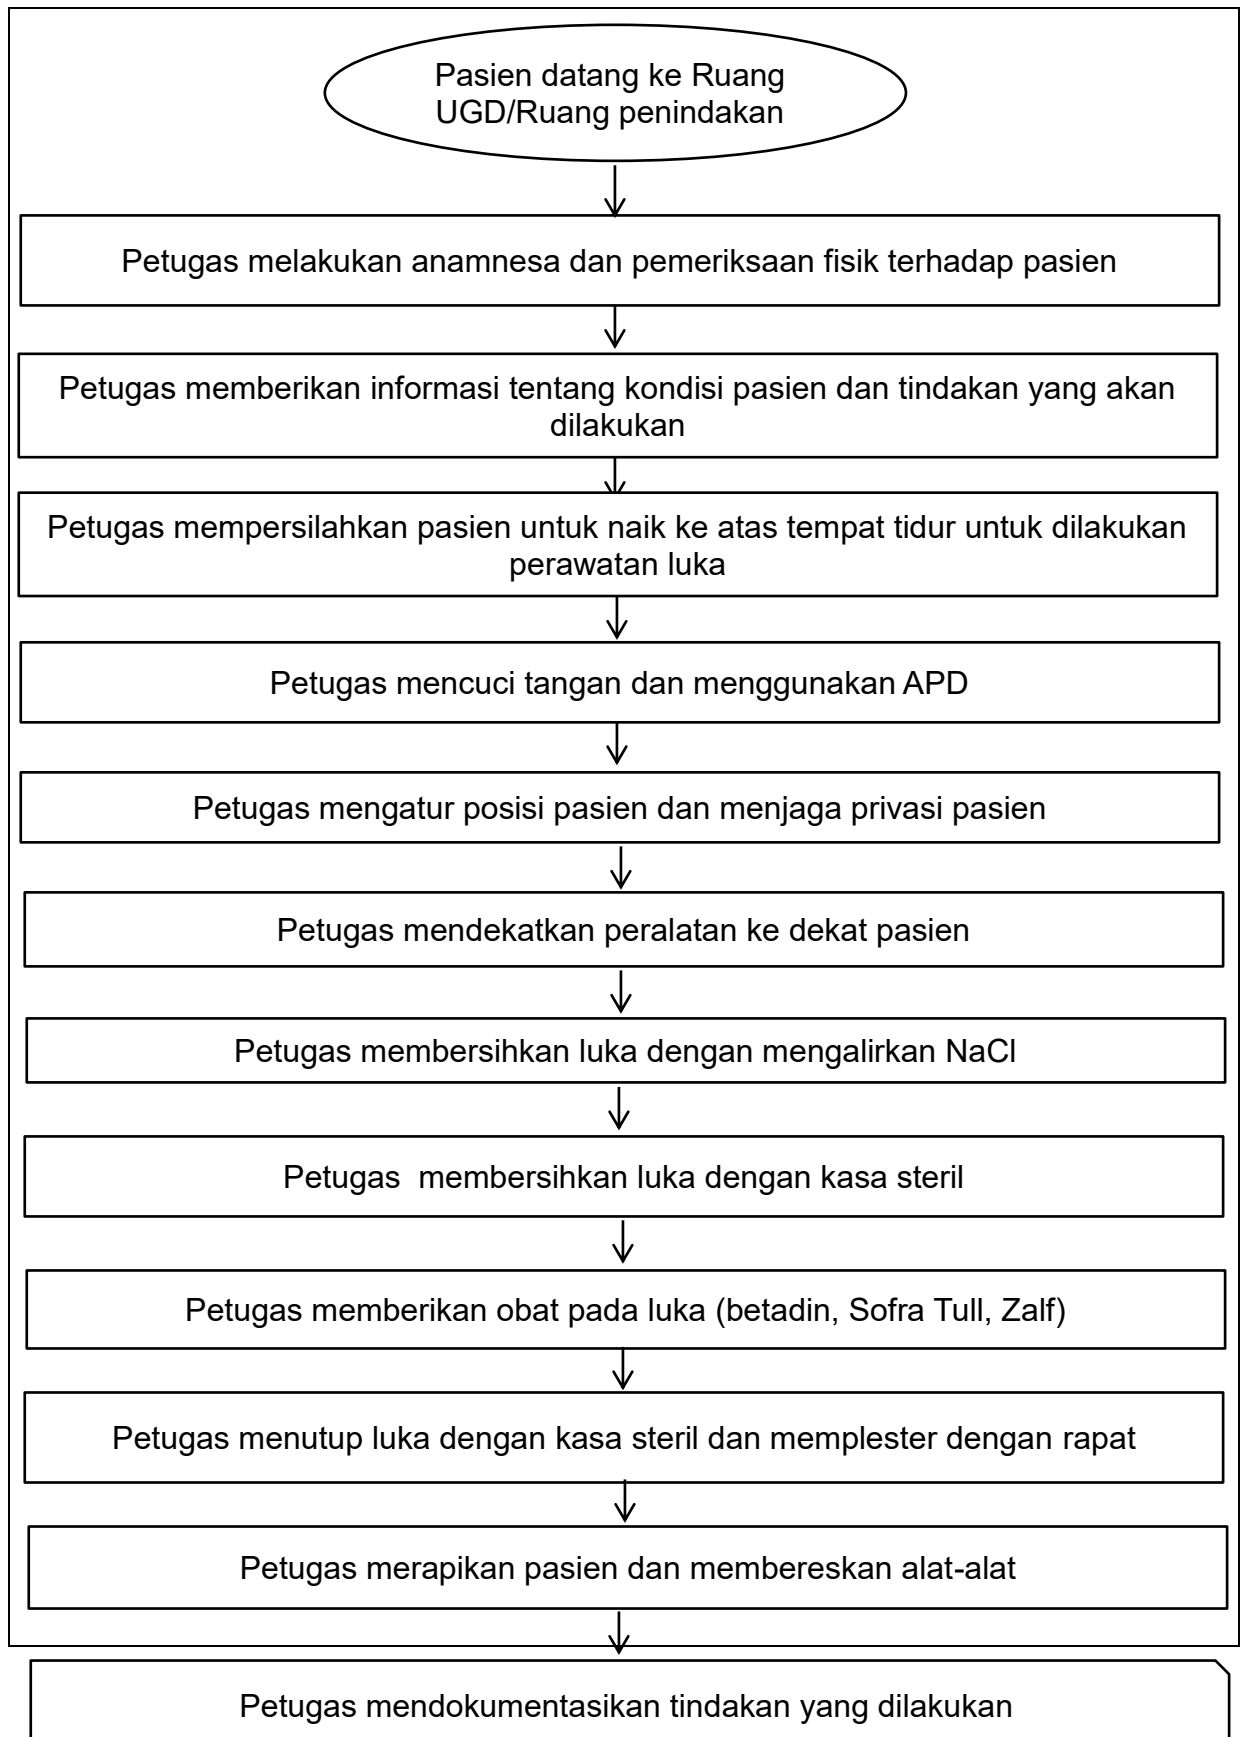 Pasien datang ke Ruang
UGD/Ruang penindakan
Petugas melakukan anamnesa dan pemeriksaan fisik terhadap pasien
Petugas memberikan informasi tentang kondisi pasien dan tindakan yang akan
dilakukan
Petugas mempersilahkan pasien untuk naik ke atas tempat tidur untuk dilakukan
perawatan luka
Petugas mencuci tangan dan menggunakan APD
Petugas mengatur posisi pasien dan menjaga privasi pasien
Petugas mendekatkan peralatan ke dekat pasien
Petugas membersihkan luka dengan mengalirkan NaCl
Petugas  membersihkan luka dengan kasa steril
Petugas memberikan obat pada luka (betadin, Sofra Tull, Zalf)
Petugas menutup luka dengan kasa steril dan memplester dengan rapat
Petugas merapikan pasien dan membereskan alat-alat
Petugas mendokumentasikan tindakan yang dilakukan